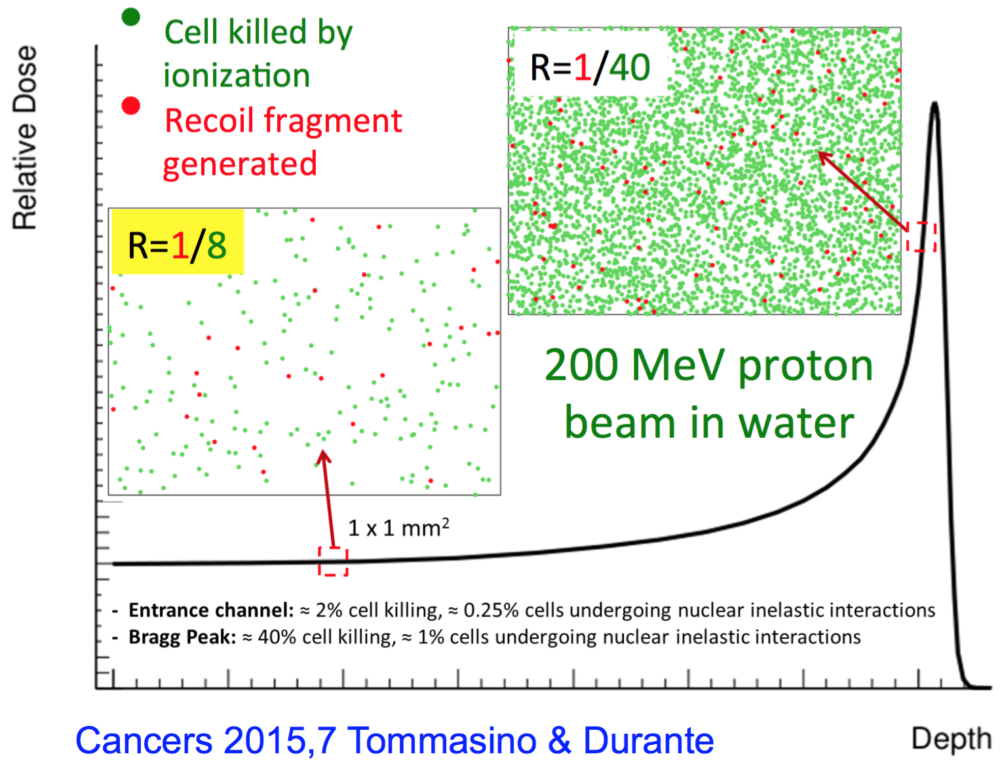 Cell killed by
ionization
Recoil fragment
generated
Relative Dose
R=1/40
R=1/8
200 MeV proton
beam in water
1 x 1 mm²
- Entrance channel: ≈ 2% cell killing, ≈ 0.25% cells undergoing nuclear inelastic interactions
- Bragg Peak: ≈ 40% cell killing, ≈ 1% cells undergoing nuclear inelastic interactions
Cancers 2015,7 Tommasino & Durante
Depth